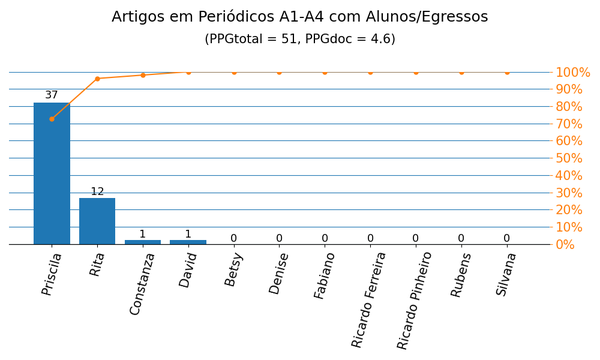 Artigos em Periódicos A1-A4 com Alunos/Egressos
(PPGtotal = 51, PPGdoc = 4.6)
37
12
1
1
0
0
0
0
0
0
0
100%
90%
80%
70%
60%
50%
40%
30%
20%
10%
0%
Priscila
Rita
Constanza
David
Betsy
Denise
Fabiano
Ricardo Ferreira
Ricardo Pinheiro
Rubens
Silvana